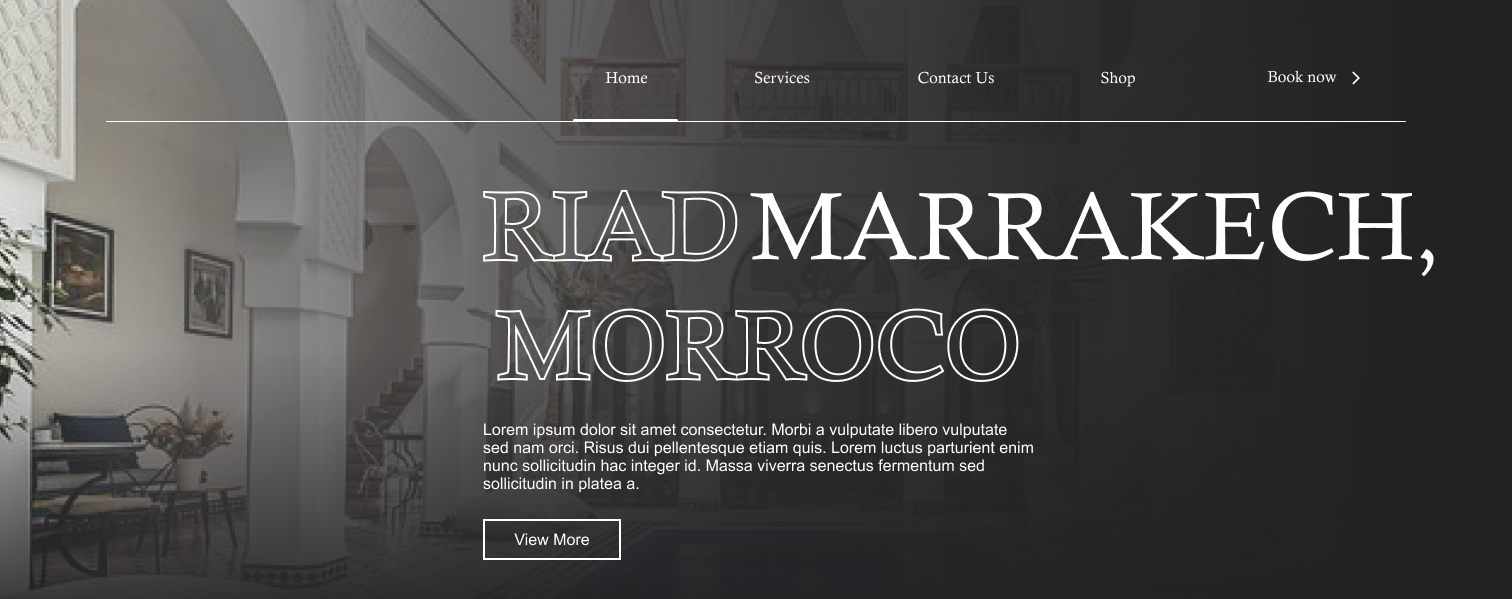 Home Services Contact Us Shop Book now
RIAD MARRAKECH,
MORROCO
Lorem ipsum dolor sit amet consectetur. Morbi a vulputate libero vulputate
sed nam orci. Risus dui pellentesque etiam quis. Lorem luctus parturient enim
nunc sollicitudin hac integer id. Massa viverra senectus fermentum sed
sollicitudin in platea a.
View More